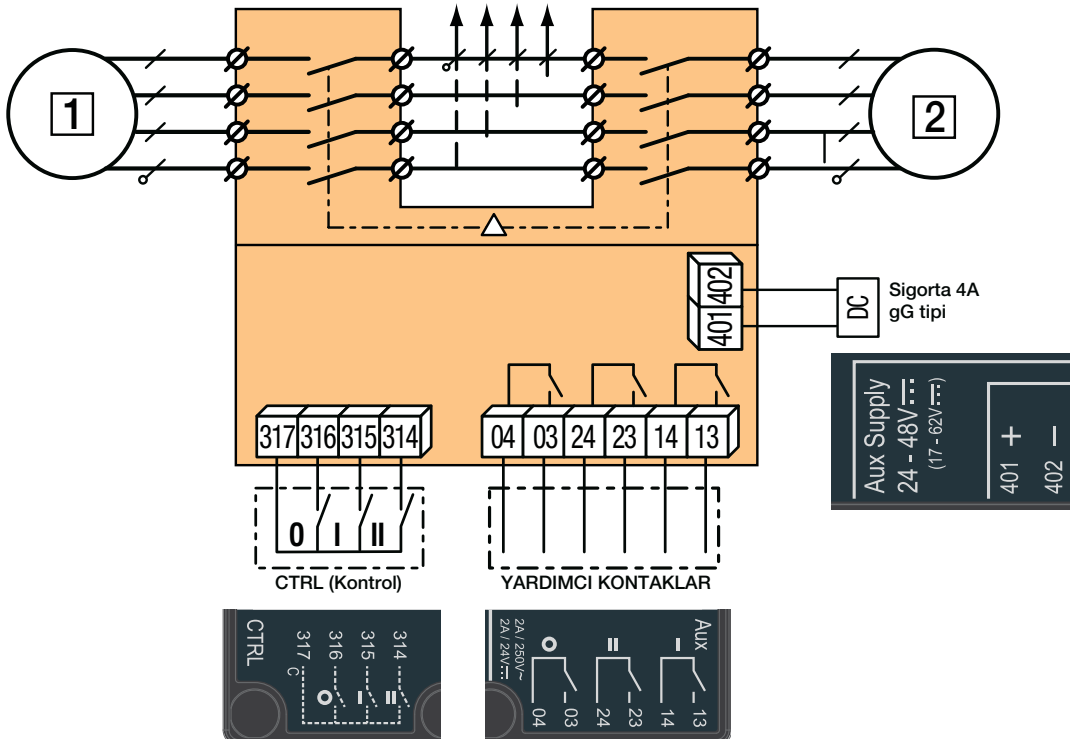 1
2
402
401
DC
Sigorta 4A
gG tipi
317 316 315 314
04 03 24 23 14 13
0 I II
CTRL (Kontrol)
YARDIMCI KONTAKLAR
Aux Supply
24 - 48V
(17 - 62V)
401 +
402 −
CTRL
317
316
315
314
C
O
I
II
Aux
I
II
O
2A / 250V~
2A / 24V
04
03
24
23
14
13